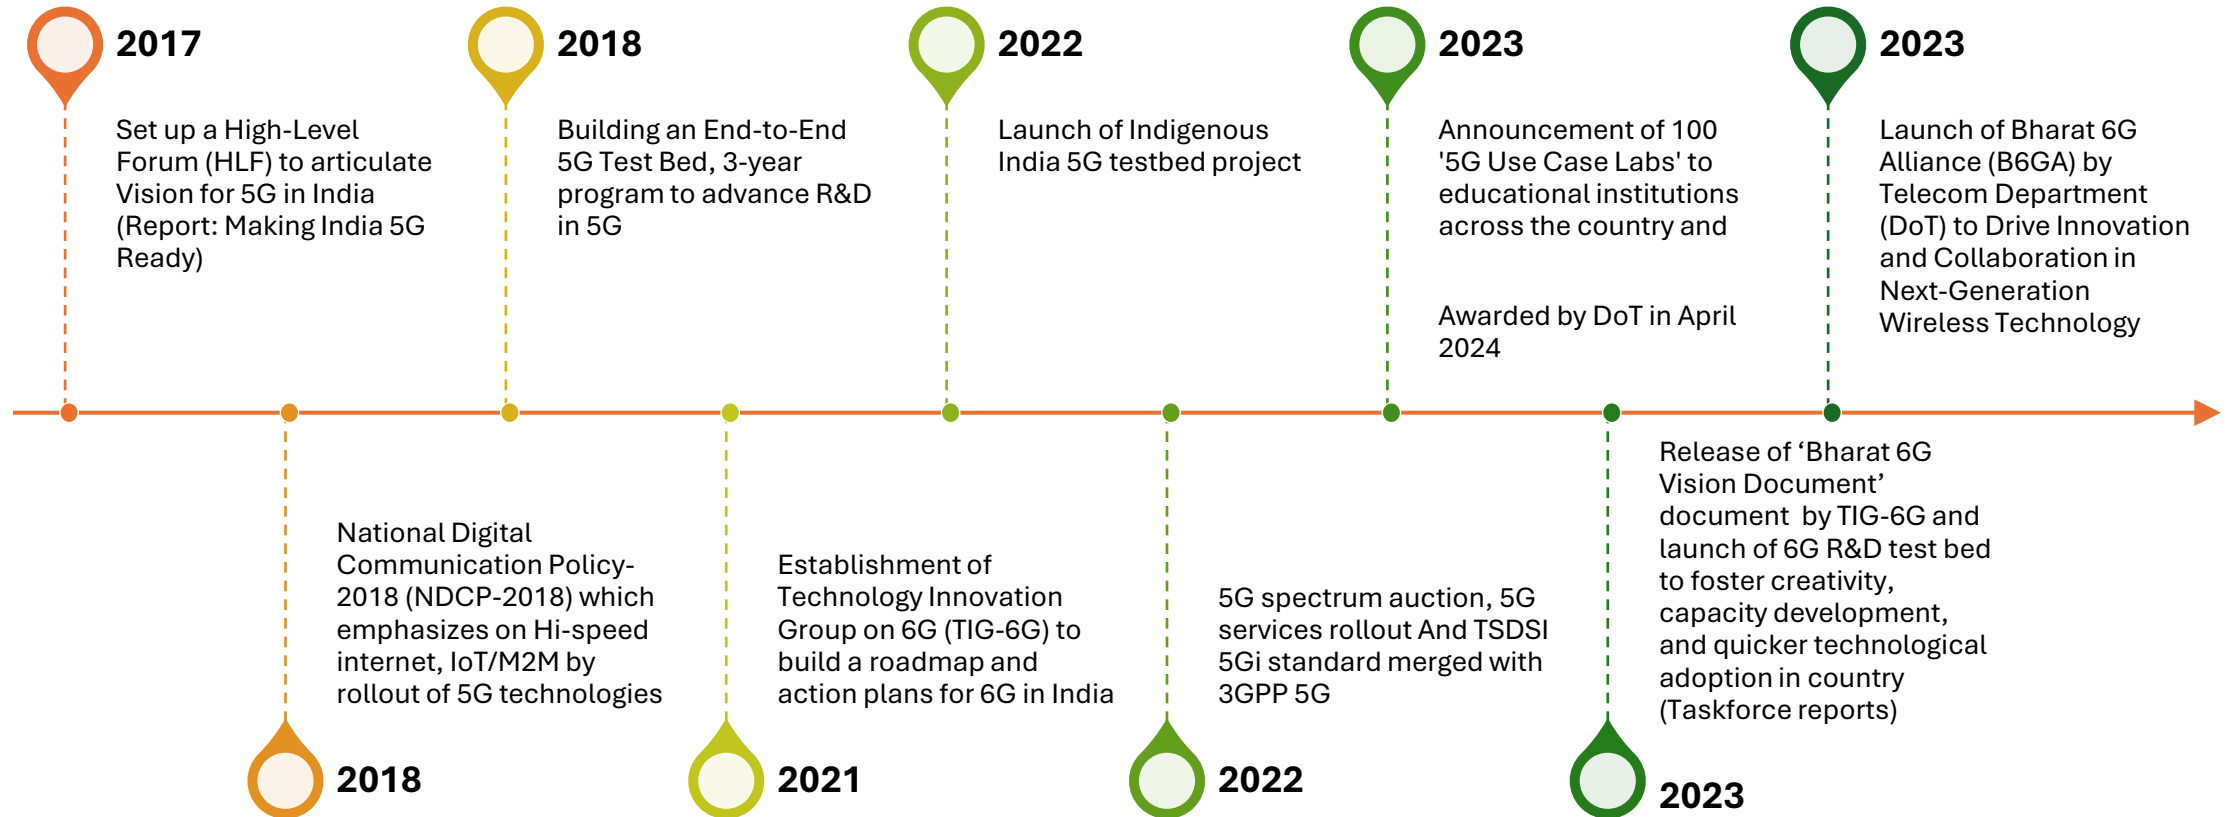 2017
Set up a High-Level
Forum (HLF) to articulate
Vision for 5G in India
(Report: Making India 5G
Ready)
2018
Building an End-to-End
5G Test Bed, 3-year
program to advance R&D
in 5G
2022
Launch of Indigenous
India 5G testbed project
2023
Announcement of 100
'5G Use Case Labs' to
educational institutions
across the country and
Awarded by DoT in April
2024
2023
Launch of Bharat 6G
Alliance (B6GA) by
Telecom Department
(DoT) to Drive Innovation
and Collaboration in
Next-Generation
Wireless Technology
National Digital
Communication Policy-
2018 (NDCP-2018) which
emphasizes on Hi-speed
internet, IoT/M2M by
rollout of 5G technologies
2018
Establishment of
Technology Innovation
Group on 6G (TIG-6G) to
build a roadmap and
action plans for 6G in India
2021
5G spectrum auction, 5G
services rollout And TSDSI
5Gi standard merged with
3GPP 5G
2022
Release of ‘Bharat 6G
Vision Document’
document  by TIG-6G and
launch of 6G R&D test bed
to foster creativity,
capacity development,
and quicker technological
adoption in country
(Taskforce reports)
2023